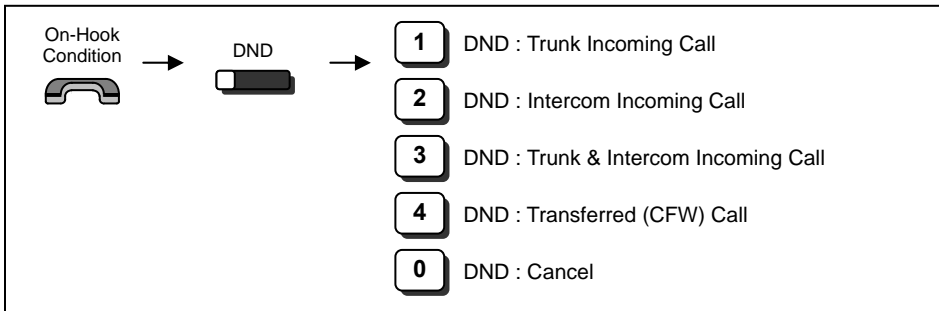 On-Hook
Condition
DND
1 DND : Trunk Incoming Call
2 DND : Intercom Incoming Call
3 DND : Trunk & Intercom Incoming Call
4 DND : Transferred (CFW) Call
0 DND : Cancel